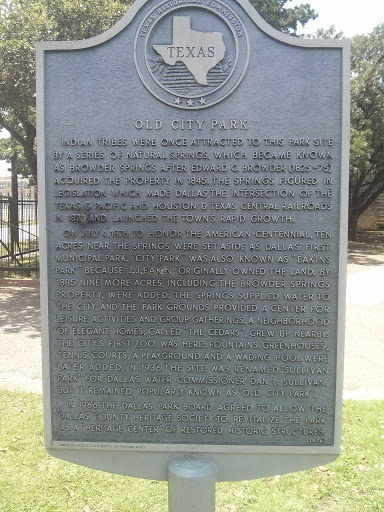 TEXAS HISTORICAL COMMISSION
TEXAS
OLD CITY PARK
INDIAN TRIBES WERE ONCE ATTRACTED TO THIS PARK SITE
BY A SERIES OF NATURAL SPRINGS, WHICH BECAME KNOWN
AS BROWDER SPRINGS AFTER EDWARD C. BROWDER (1825-75)
ACQUIRED THE PROPERTY IN 1845. THE SPRINGS FIGURED IN
LEGISLATION WHICH MADE DALLAS THE INTERSECTION OF THE
TEXAS & PACIFIC AND HOUSTON & TEXAS CENTRAL RAILROADS
IN 1873 AND LAUNCHED THE TOWN'S RAPID GROWTH.
ON JULY 4, 1876, TO HONOR THE AMERICAN CENTENNIAL, TEN
ACRES NEAR THE SPRINGS WERE SET ASIDE AS DALLAS' FIRST
MUNICIPAL PARK. "CITY PARK" WAS ALSO KNOWN AS "EAKINS
PARK" BECAUSE J.J. EAKENS ORIGINALLY OWNED THE LAND. BY
1885 NINE MORE ACRES, INCLUDING THE BROWDER SPRINGS
PROPERTY, WERE ADDED. THE SPRINGS SUPPLIED WATER TO
THE CITY AND THE PARK GROUNDS PROVIDED A CENTER FOR
LEISURE ACTIVITIES AND GROUP GATHERINGS. A NEIGHBORHOOD
OF ELEGANT HOMES, CALLED "THE CEDARS," GREW UP NEARBY.
THE CITY'S FIRST ZOO WAS HERE. FOUNTAINS, GREENHOUSES,
TENNIS COURTS, A PLAYGROUND AND A WADING POOL WERE
LATER ADDED. IN 1936 THE SITE WAS RENAMED "SULLIVAN
PARK" FOR DALLAS WATER COMMISSIONER DAN F. SULLIVAN,
BUT IT REMAINED POPULARLY KNOWN AS "OLD CITY PARK".
IN 1966 THE DALLAS PARK BOARD AGREED TO ALLOW THE
DALLAS COUNTY HERITAGE SOCIETY TO REVITALIZE THE PARK
AS A "HERITAGE CENTER" OF RESTORED HISTORIC STRUCTURES.